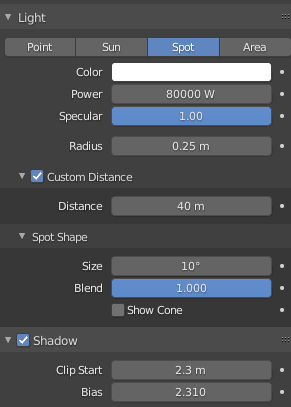 Light
Point Sun Spot Area
Color
Power 80000 W
Specular 1.00
Radius 0.25 m
Custom Distance
Distance 40 m
Spot Shape
Size 10°
Blend 1.000
Show Cone
Shadow
Clip Start 2.3 m
Bias 2.310